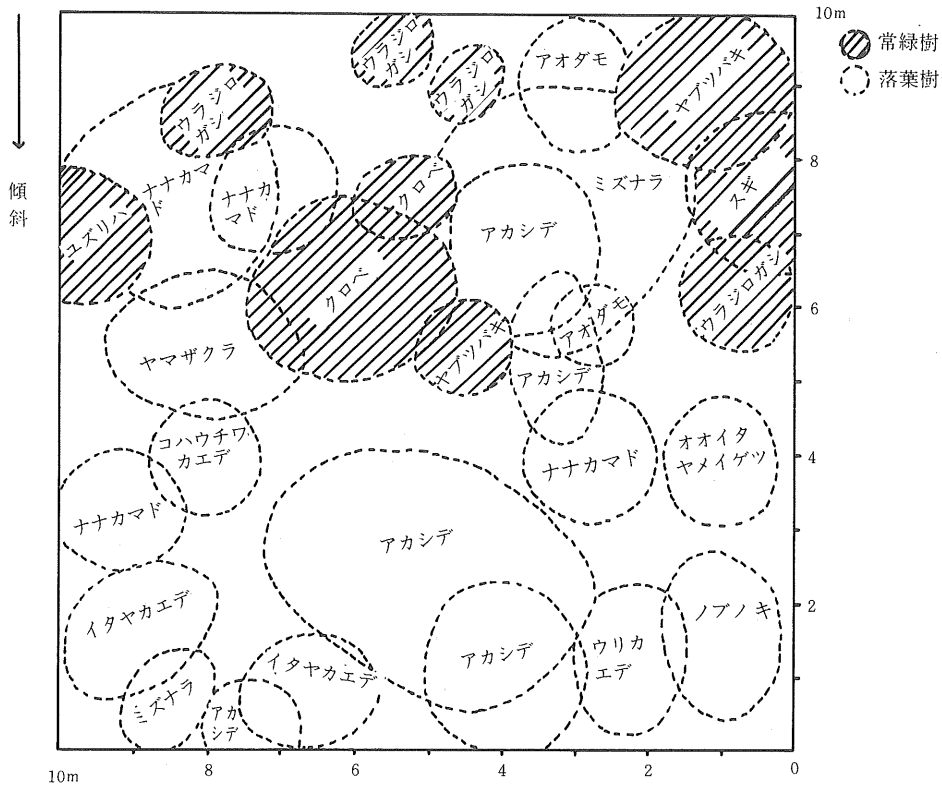 10m
常緑樹
落葉樹
傾斜
ウラジロ
ガシ
ウラジロ
ガシ
アオダモ
ヤブツバキ
ウラジロ
ガシ
8
ナナカマ
ド
ナナカ
マド
クロベ
ミズナラ
スギ
ユズリハ
アカシデ
クロベ
ウラジロガシ
6
アオダモ
ヤマザクラ
ヤブツバキ
アカシデ
コハウチワ
カエデ
ナナカマド
オオイタ
ヤメイゲツ
4
ナナカマド
アカシデ
イタヤカエデ
ノブノキ
2
アカシデ
ウリカ
エデ
イタヤカエデ
ミズナラ
アカ
シデ
10m
8
6
4
2
0